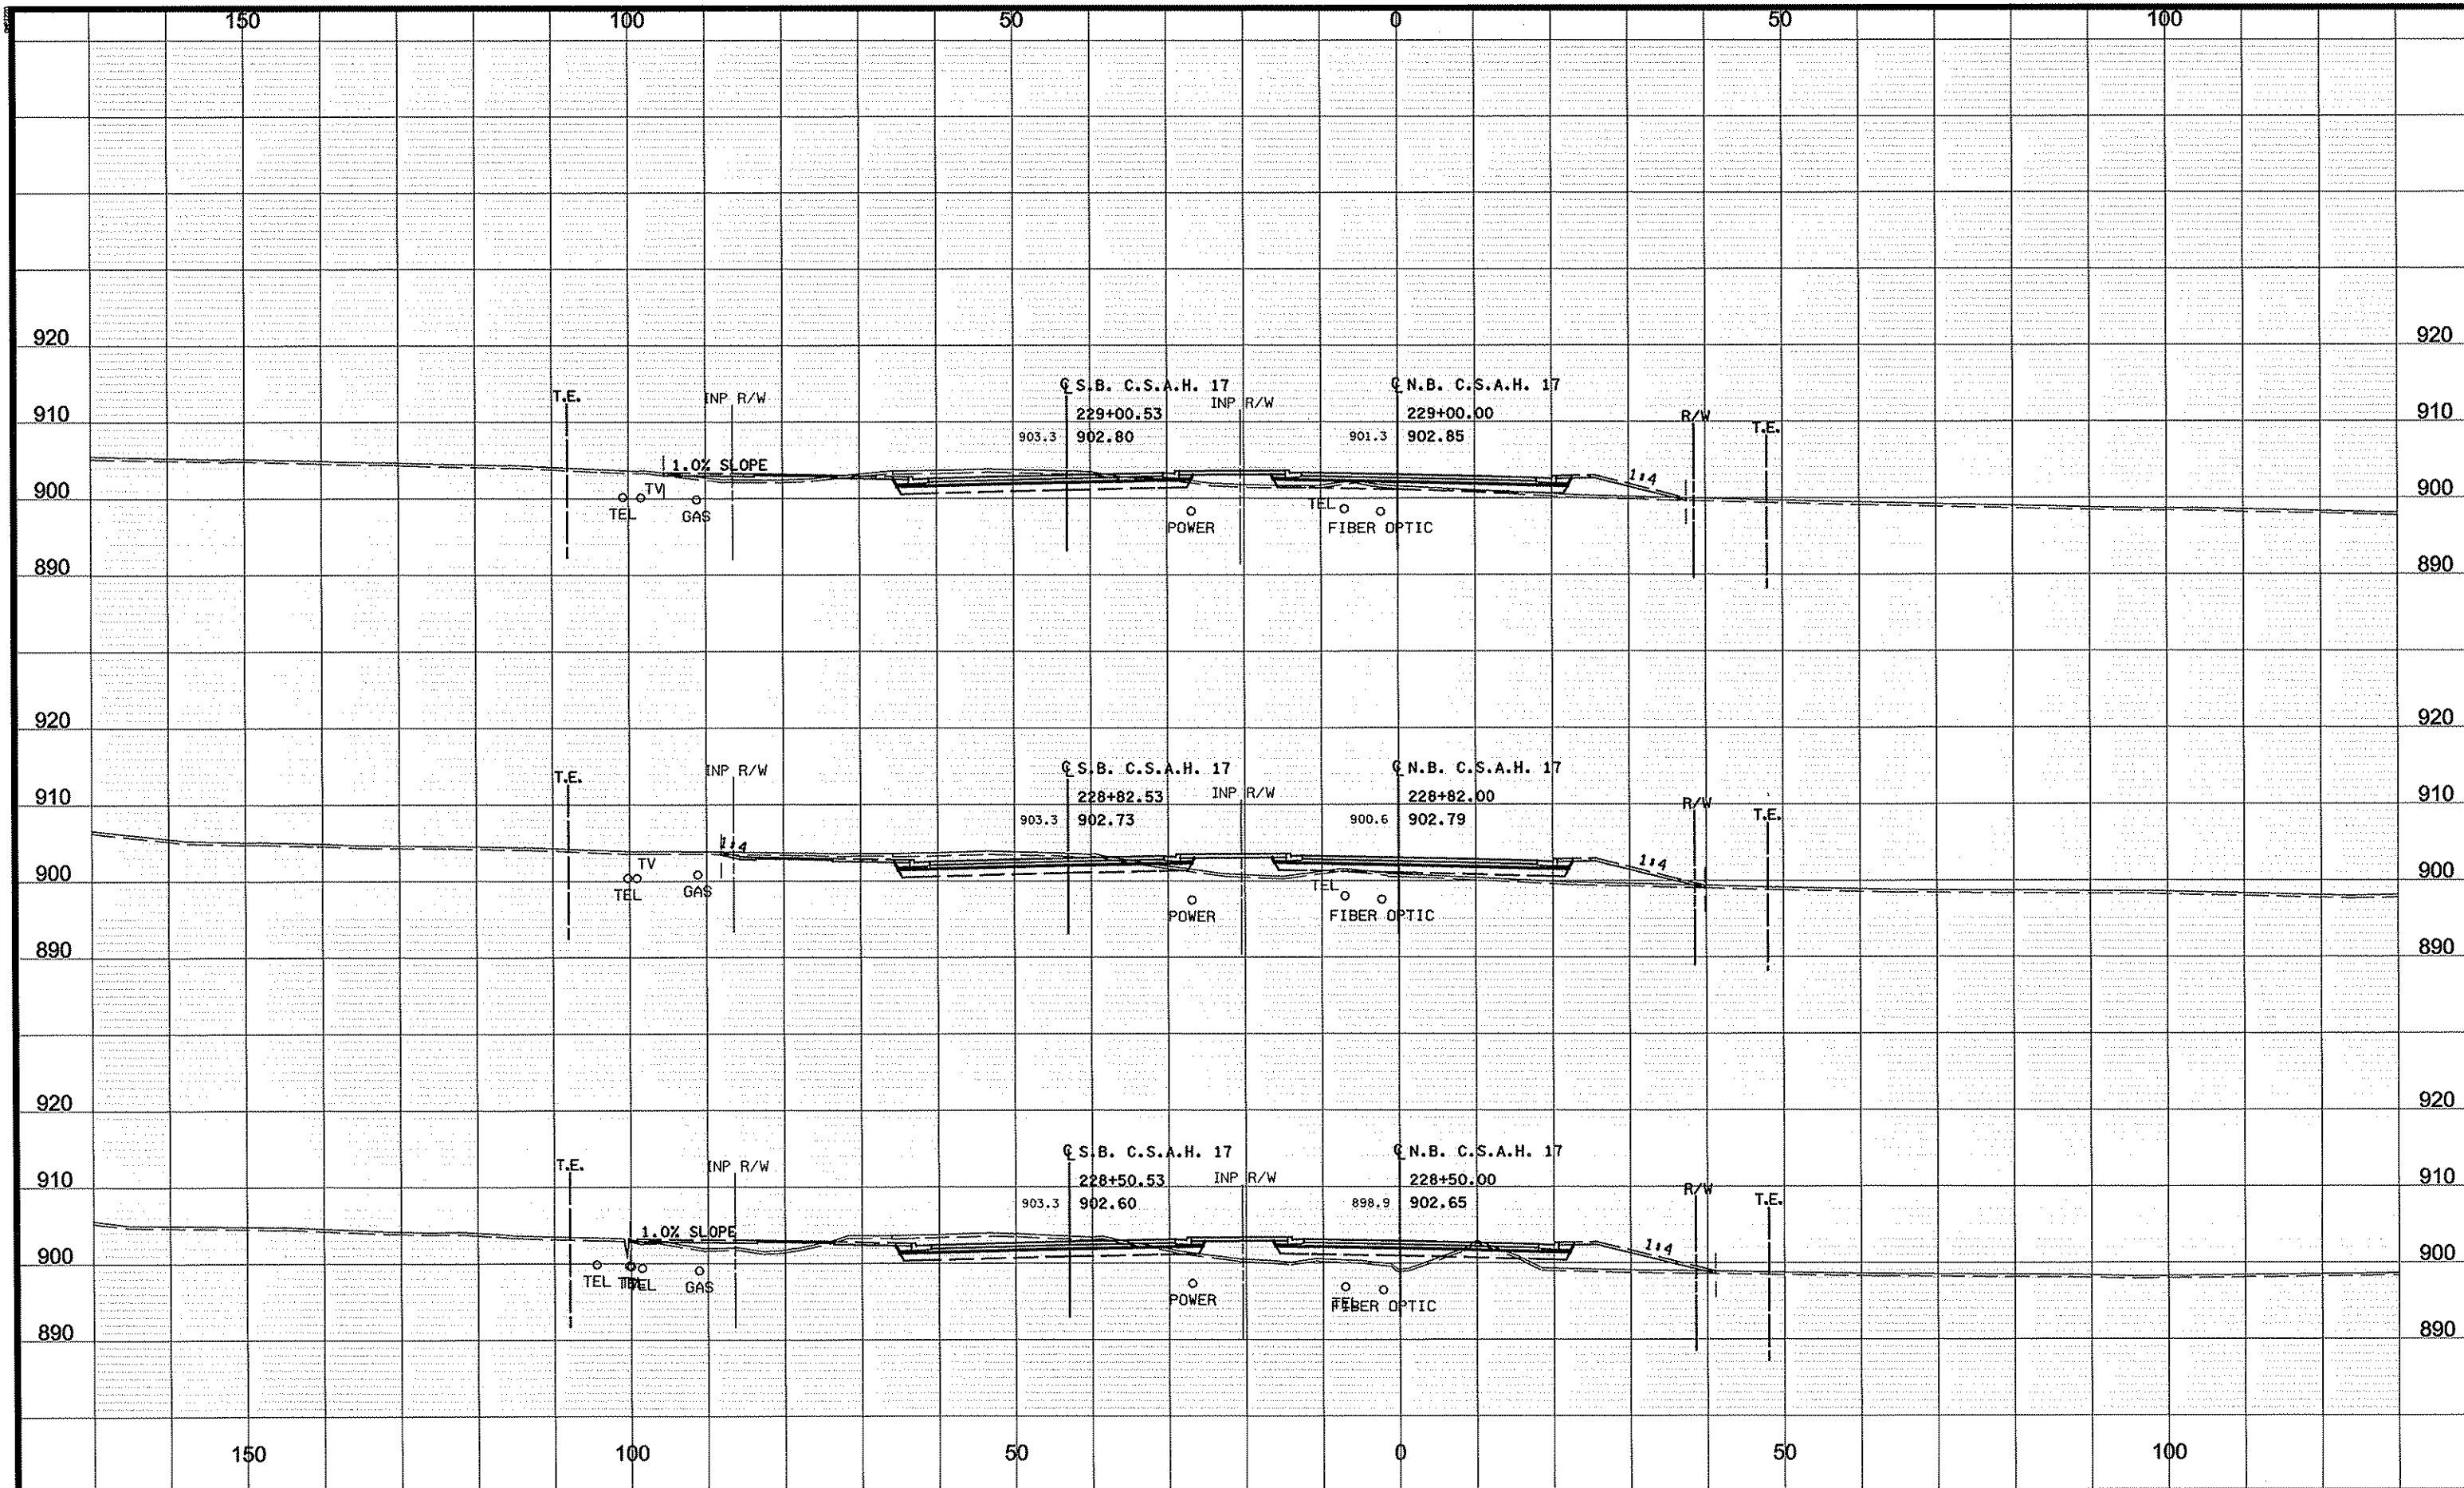 150 100 50 0 50 100
920 920
℄ S.B. C.S.A.H. 17 ℄ N.B. C.S.A.H. 17
T.E. INP R/W INP R/W
910 229+00.53 229+00.00 R/W T.E. 910
903.3 902.80 901.3 902.85
1.0% SLOPE 1:4
900 TV 900
TEL GAS POWER TEL FIBER OPTIC
890 890
920 920
℄ S.B. C.S.A.H. 17 ℄ N.B. C.S.A.H. 17
T.E. INP R/W INP R/W
910 228+82.53 228+82.00 R/W T.E. 910
903.3 902.73 900.6 902.79
1:4 1:4
900 TV 900
TEL GAS POWER TEL FIBER OPTIC
890 890
920 920
℄ S.B. C.S.A.H. 17 ℄ N.B. C.S.A.H. 17
T.E. INP R/W INP R/W
910 228+50.53 228+50.00 R/W T.E. 910
903.3 902.60 898.9 902.65
1.0% SLOPE 1:4
900 900
TEL TEL GAS POWER TEL FIBER OPTIC
890 890
150 100 50 0 50 100